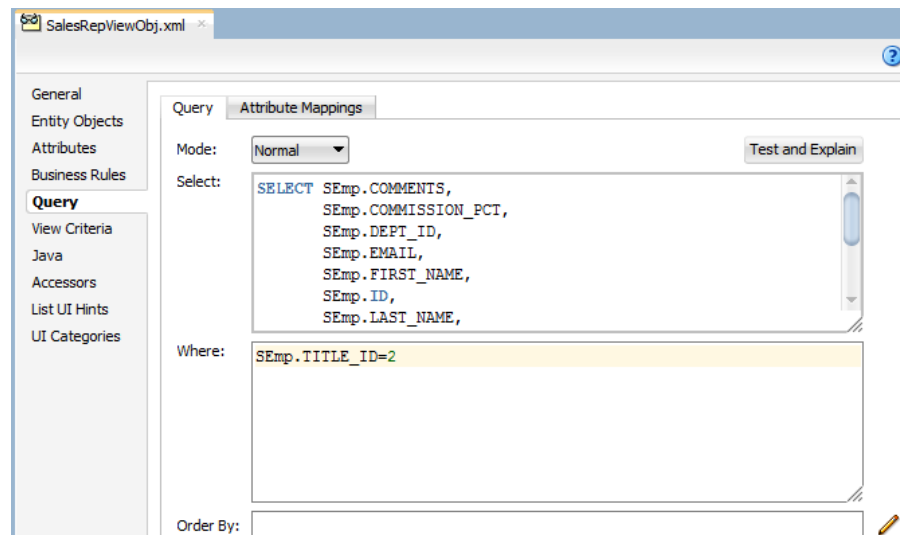 SalesRepViewObj.xml ×
?
General
Entity Objects
Attributes
Business Rules
Query
View Criteria
Java
Accessors
List UI Hints
UI Categories
Query Attribute Mappings
Mode: Normal Test and Explain
Select: SELECT SEmp.COMMENTS,
SEmp.COMMISSION_PCT,
SEmp.DEPT_ID,
SEmp.EMAIL,
SEmp.FIRST_NAME,
SEmp.ID,
SEmp.LAST_NAME,
Where: SEmp.TITLE_ID=2
Order By: